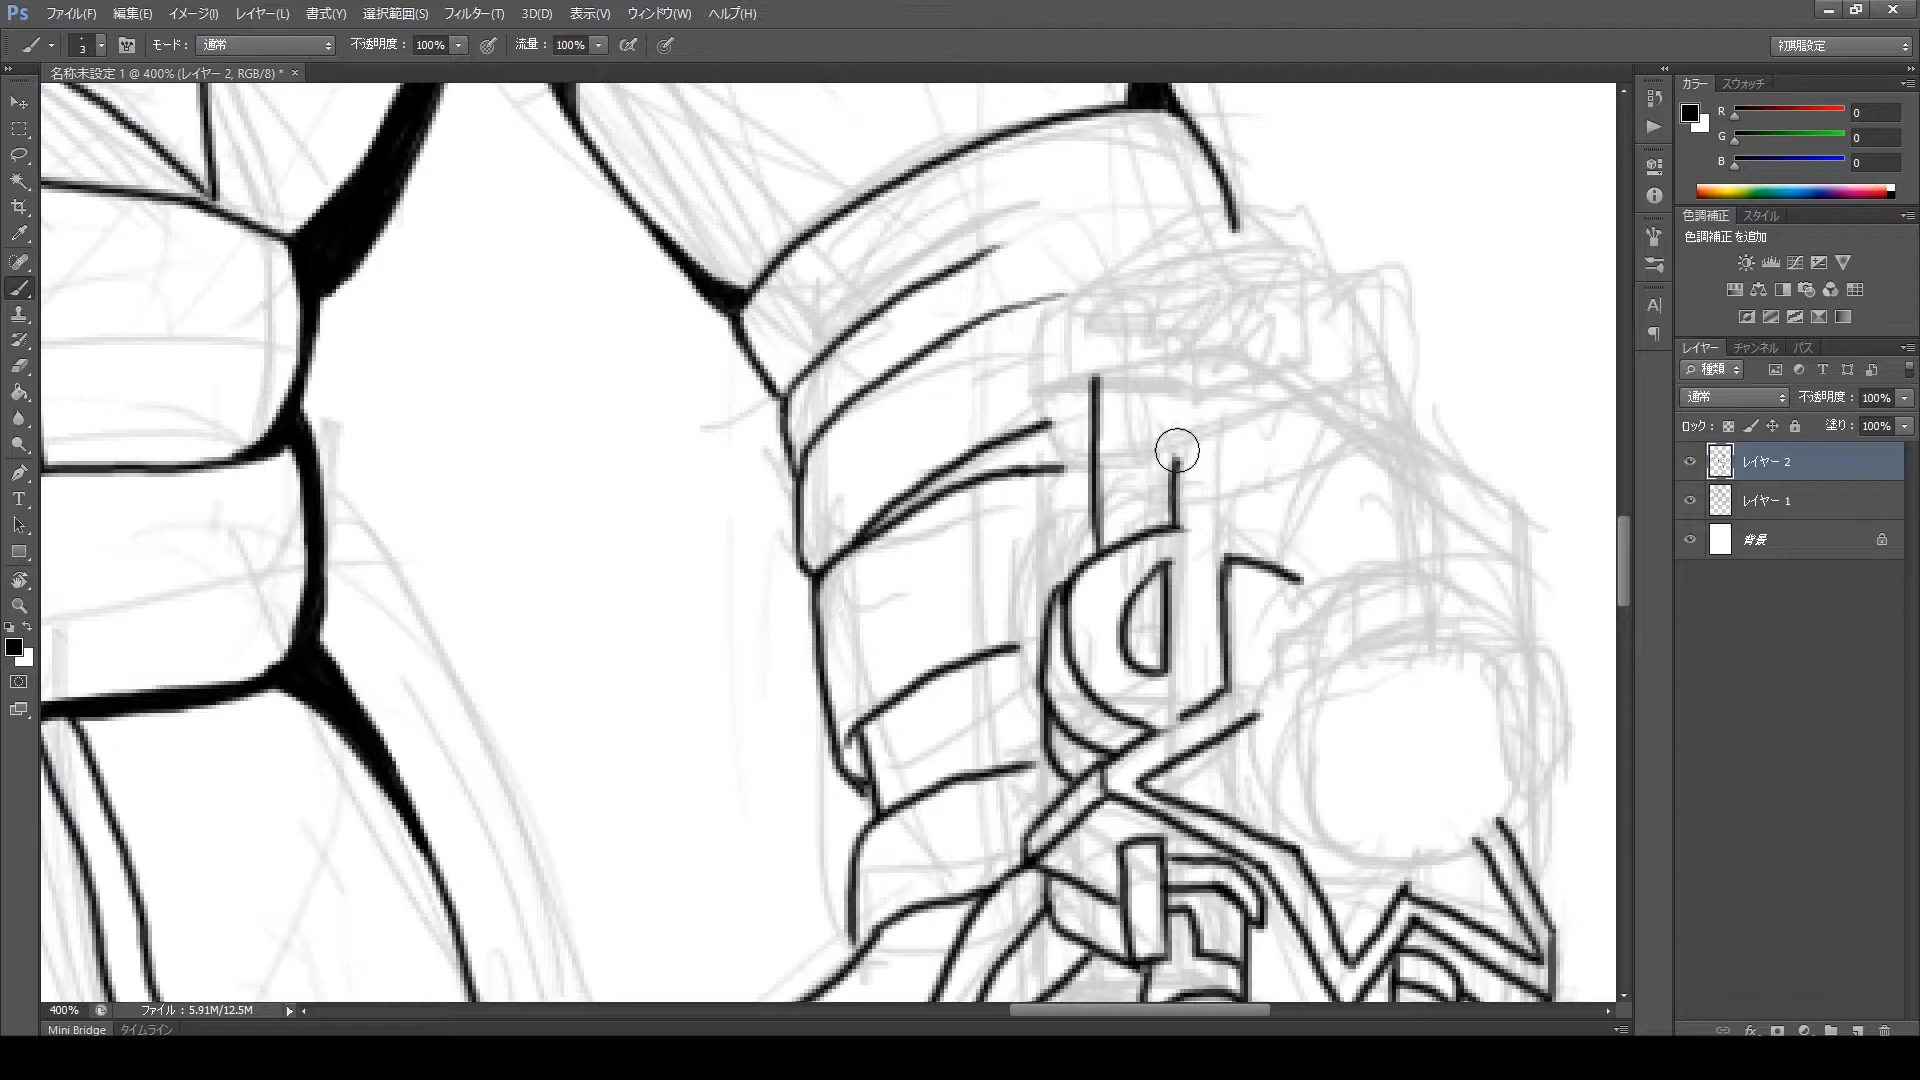 Ps ファイル(F) 編集(E) イメージ(I) レイヤー(L) 書式(Y) 選択範囲(S) フィルター(T) 3D(D) 表示(V) ウィンドウ(W) ヘルプ(H)
3 モード： 通常 不透明度： 100% 流量： 100% 初期設定
名称未設定 1 @ 400% (レイヤー 2, RGB/8) * ×
カラー スウォッチ
R 0
G 0
B 0
色調補正 スタイル
色調補正を追加
レイヤー チャンネル パス
種類
通常 不透明度： 100%
ロック： 塗り： 100%
レイヤー 2
レイヤー 1
背景
400% ファイル：5.91M/12.5M
Mini Bridge タイムライン